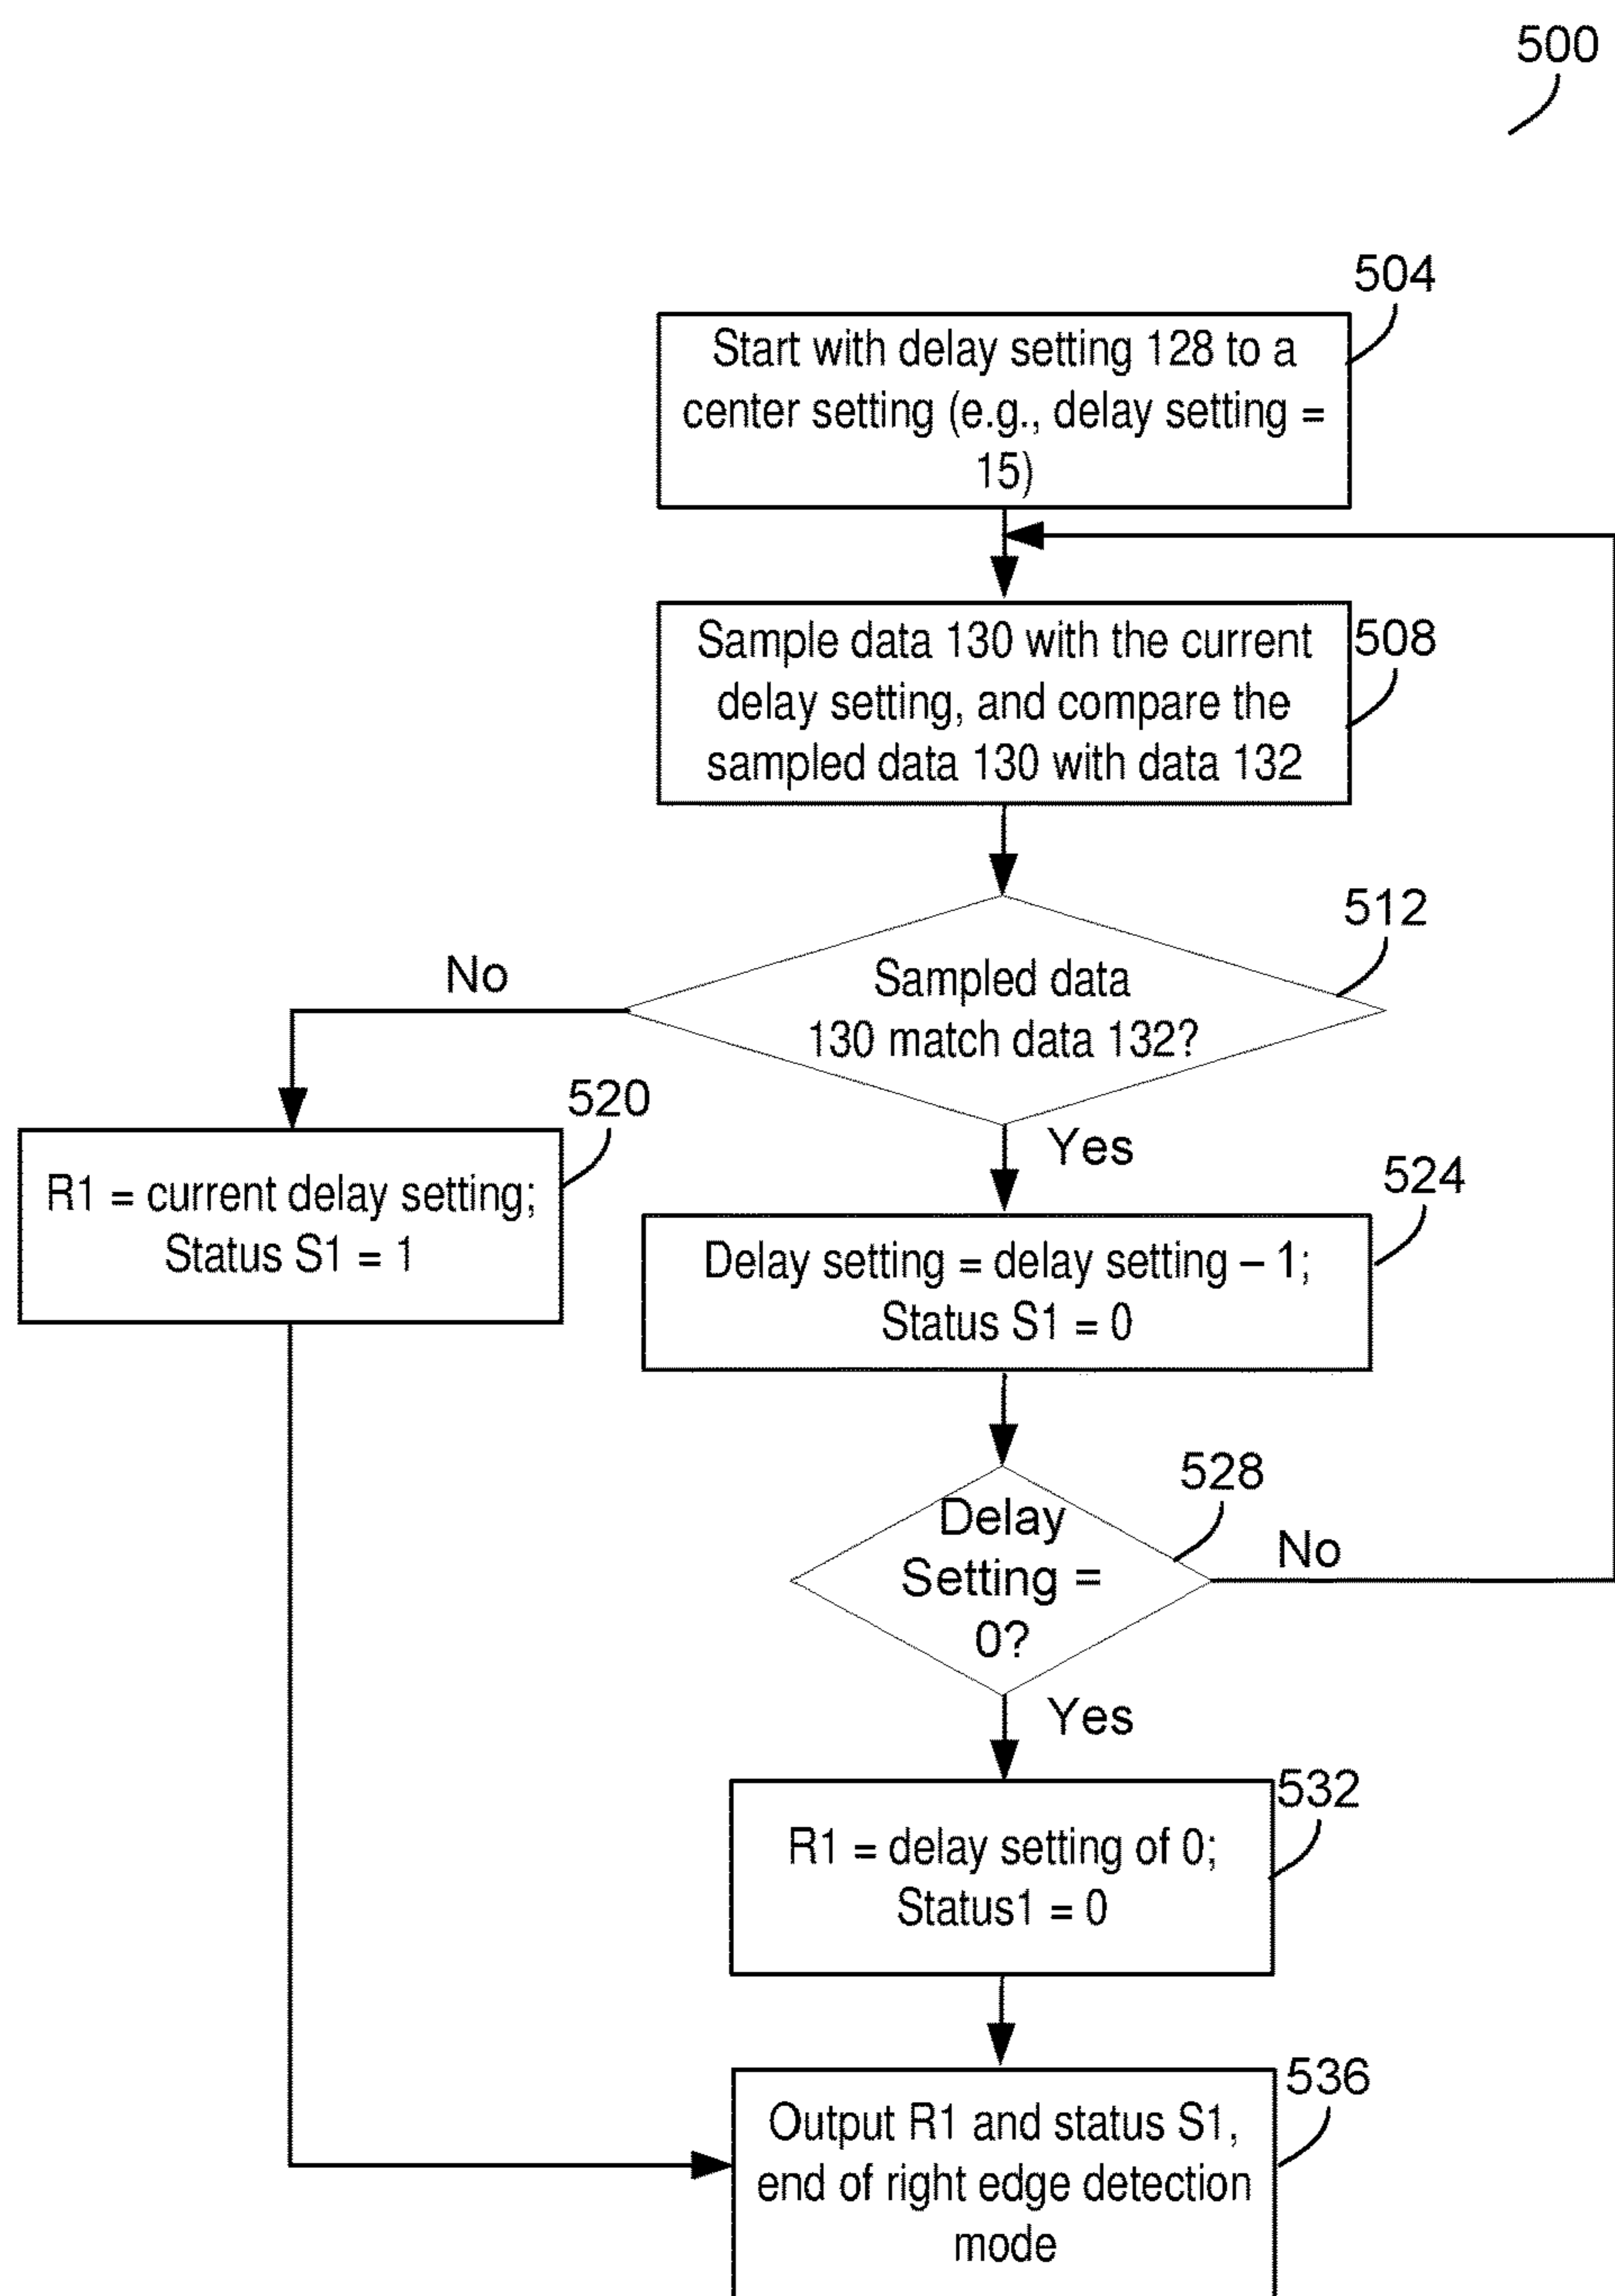 500
504
Start with delay setting 128 to a
center setting (e.g., delay setting =
15)
508
Sample data 130 with the current
delay setting, and compare the
sampled data 130 with data 132
512
Sampled data
130 match data 132?
No
Yes
520
R1 = current delay setting;
Status S1 = 1
524
Delay setting = delay setting – 1;
Status S1 = 0
528
Delay
Setting =
0?
No
Yes
532
R1 = delay setting of 0;
Status1 = 0
536
Output R1 and status S1,
end of right edge detection
mode